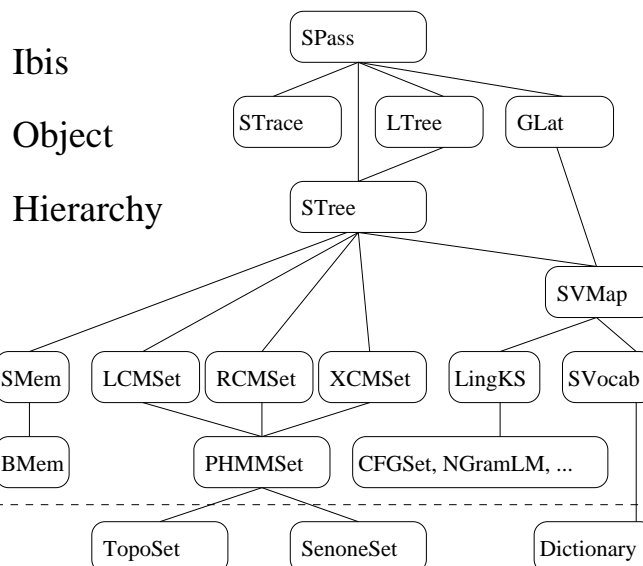 SPass
Ibis
STrace LTree GLat
Object
Hierarchy
STree
SVMap
SMem LCMSet RCMSet XCMSet LingKS SVocab
BMem PHMMSet CFGSet, NGramLM, ...
TopoSet SenoneSet Dictionary